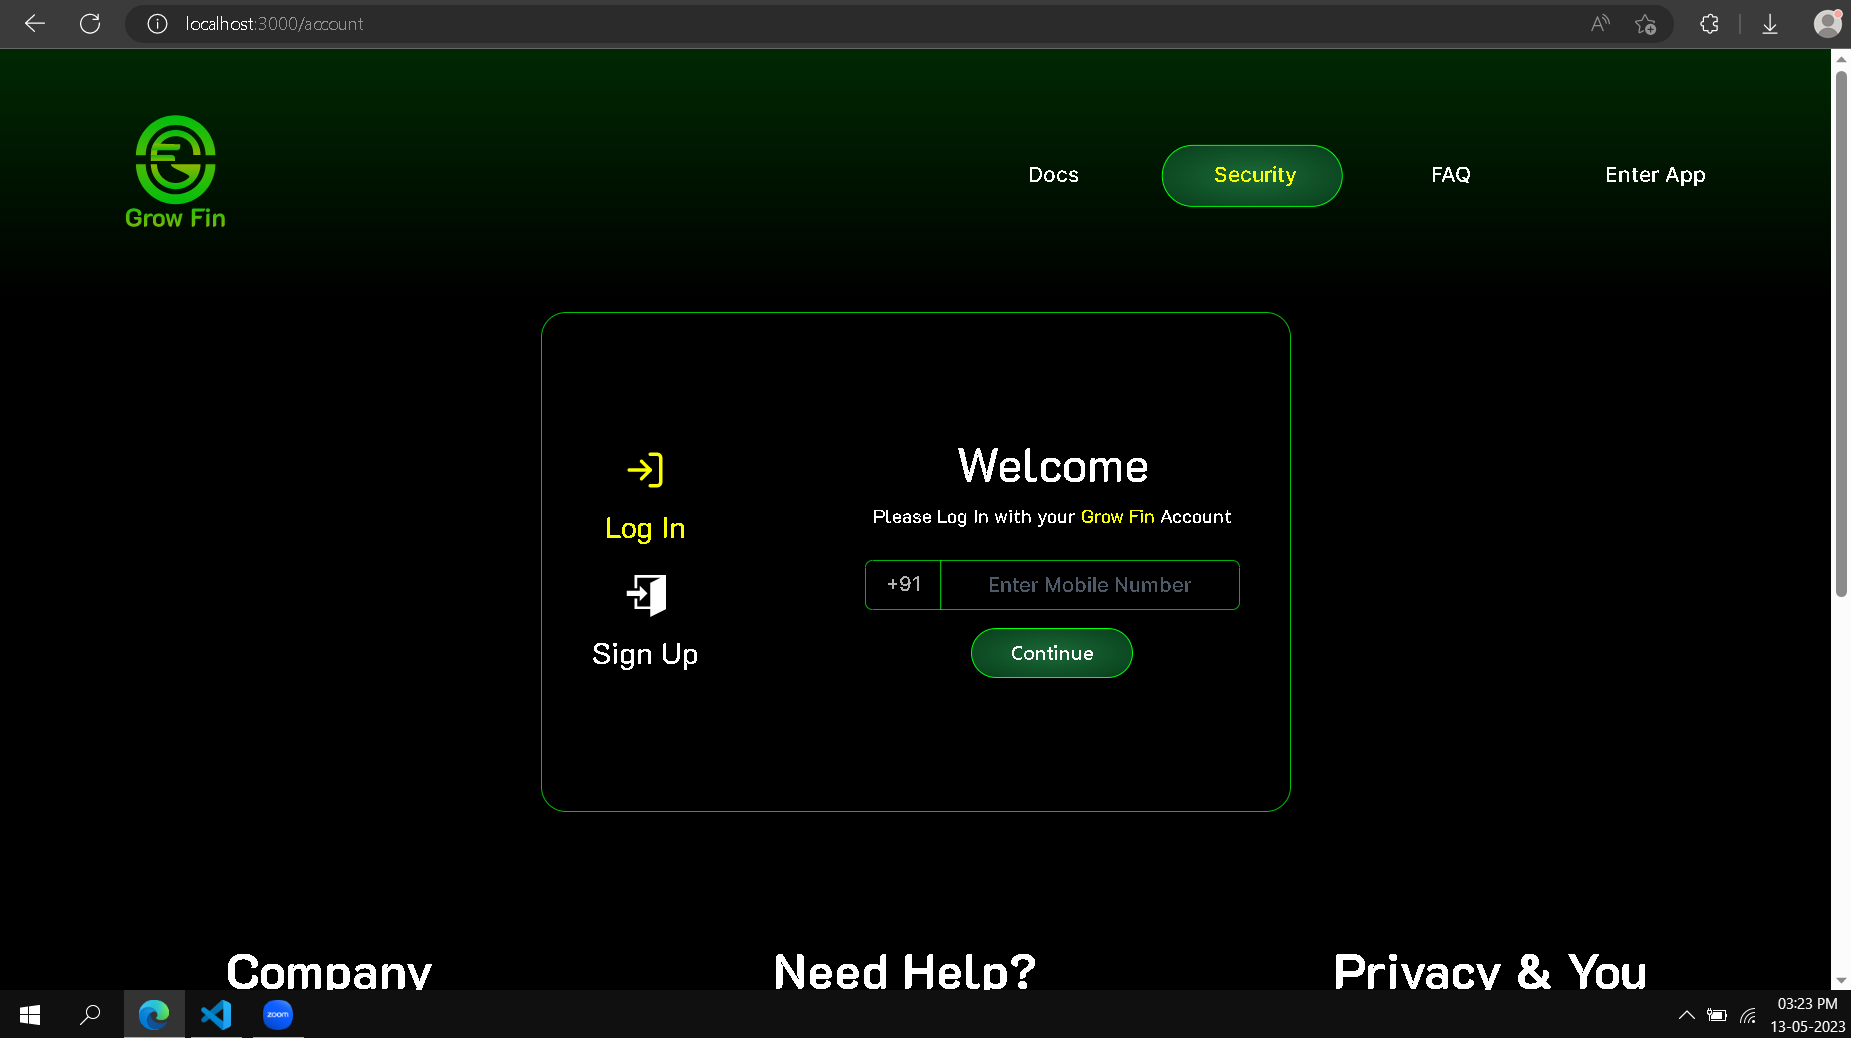 localhost:3000/account
Docs
Security
FAQ
Enter App
Grow Fin
Welcome
Please Log In with your Grow Fin Account
Log In
+91
Enter Mobile Number
Sign Up
Continue
Company
Need Help?
Privacy & You
zoom
03:23 PM
13-05-2023